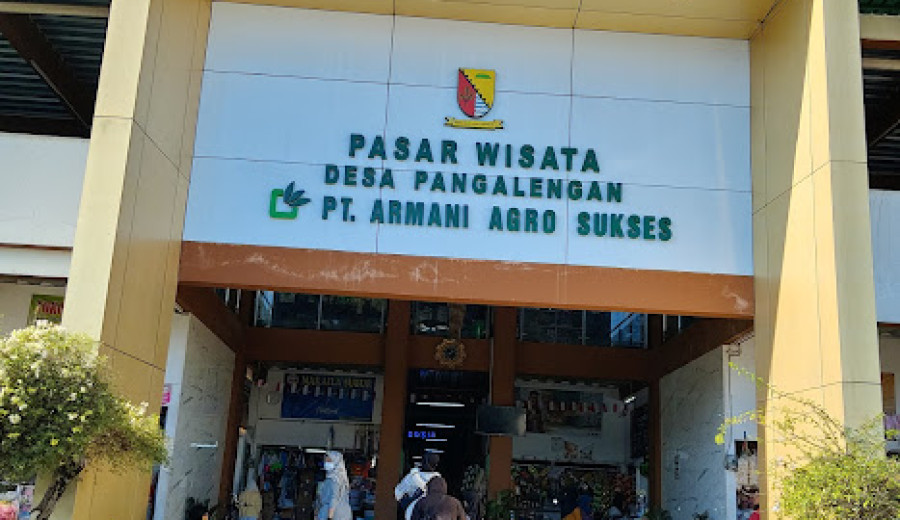 PASAR WISATA
DESA PANGALENGAN
PT. ARMANI AGRO SUKSES